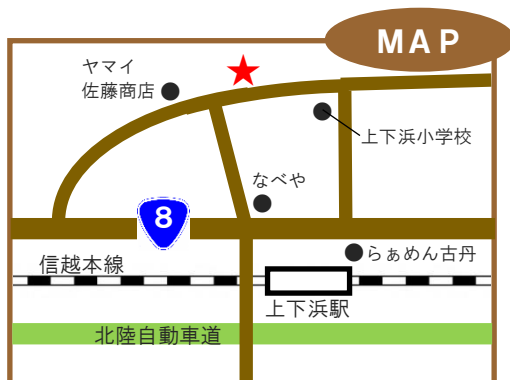 MAP
ヤマイ
佐藤商店
上下浜小学校
なべや
8
らぁめん古丹
信越本線
上下浜駅
北陸自動車道